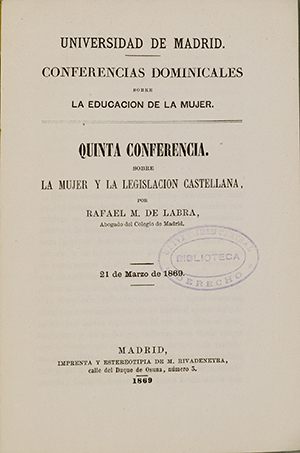 UNIVERSIDAD DE MADRID.
CONFERENCIAS DOMINICALES
SOBRE
LA EDUCACION DE LA MUJER.
QUINTA CONFERENCIA.
SOBRE
LA MUJER Y LA LEGISLACION CASTELLANA,
POR
RAFAEL M. DE LABRA,
Abogado del Colegio de Madrid.
BIBLIOTECA
DERECHO
21 de Marzo de 1869.
MADRID,
IMPRENTA Y ESTEREOTIPIA DE M. RIVADENEYRA,
calle del Duque de Osuna, número 3.
1869